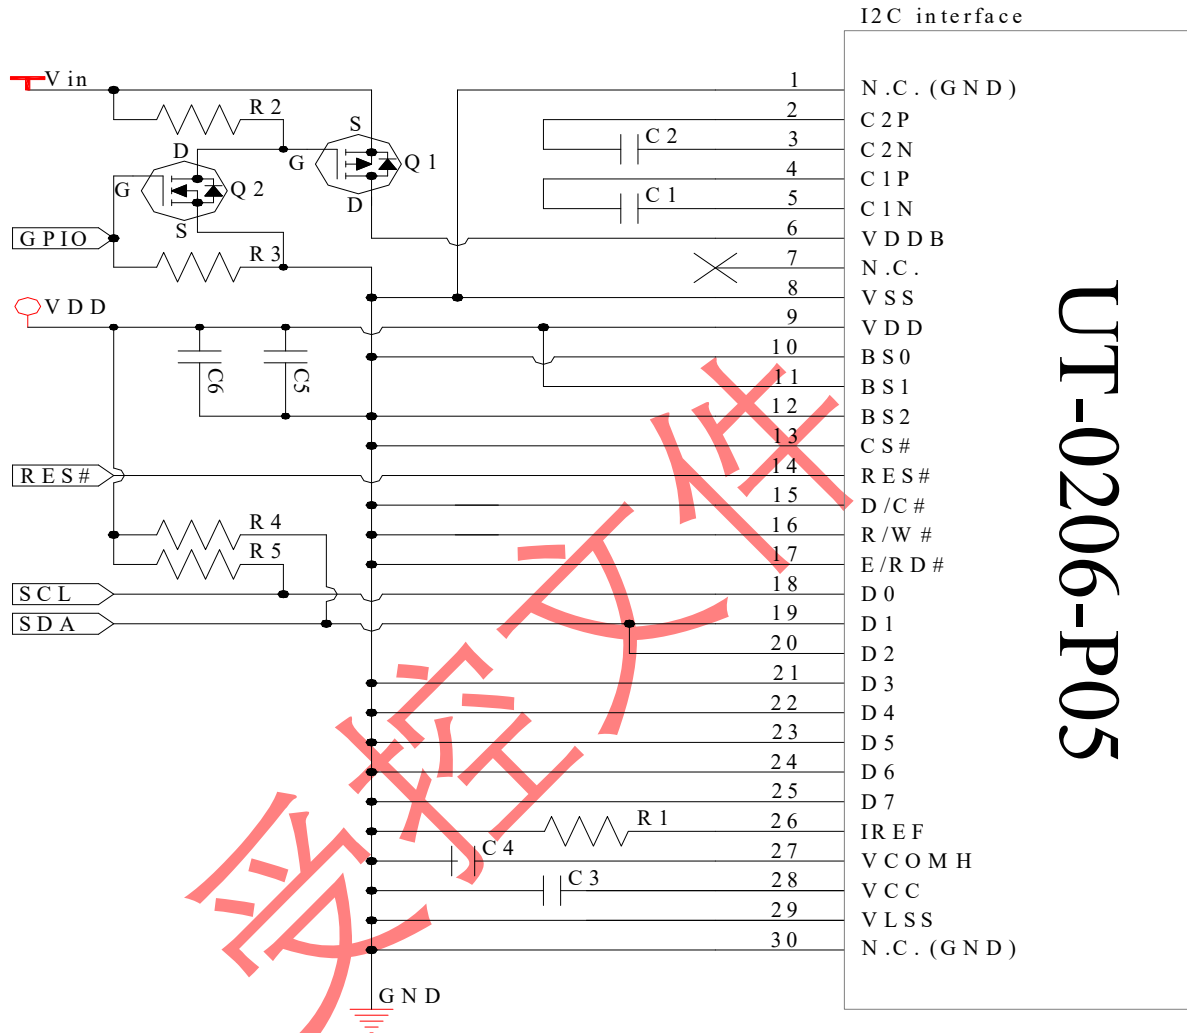 I2C interface
Vin
1
N.C. (GND)
R2
2
C2P
S
C2
3
C2N
D
G
Q1
4
C1P
G
Q2
D
C1
5
C1N
S
GPIO
6
VDDB
R3
7
N.C.
8
VSS
VDD
9
VDD
10
BS0
C6
C5
11
BS1
12
BS2
13
CS#
RES#
14
RES#
15
D/C#
R4
16
R/W#
R5
17
E/RD#
SCL
18
D0
SDA
19
D1
20
D2
21
D3
22
D4
23
D5
24
D6
25
D7
R1
26
IREF
C4
27
VCOMH
C3
28
VCC
29
VLSS
30
N.C. (GND)
GND
UT-0206-P05
受控文件